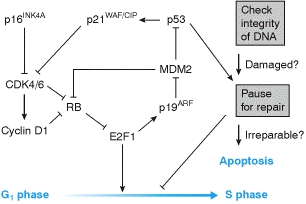 p16INK4A
p21WAF/CIP
p53
Check
integrity
of DNA
CDK4/6
MDM2
Damaged?
RB
p19ARF
Pause
for repair
Cyclin D1
E2F1
Irreparable?
Apoptosis
G1 phase
S phase